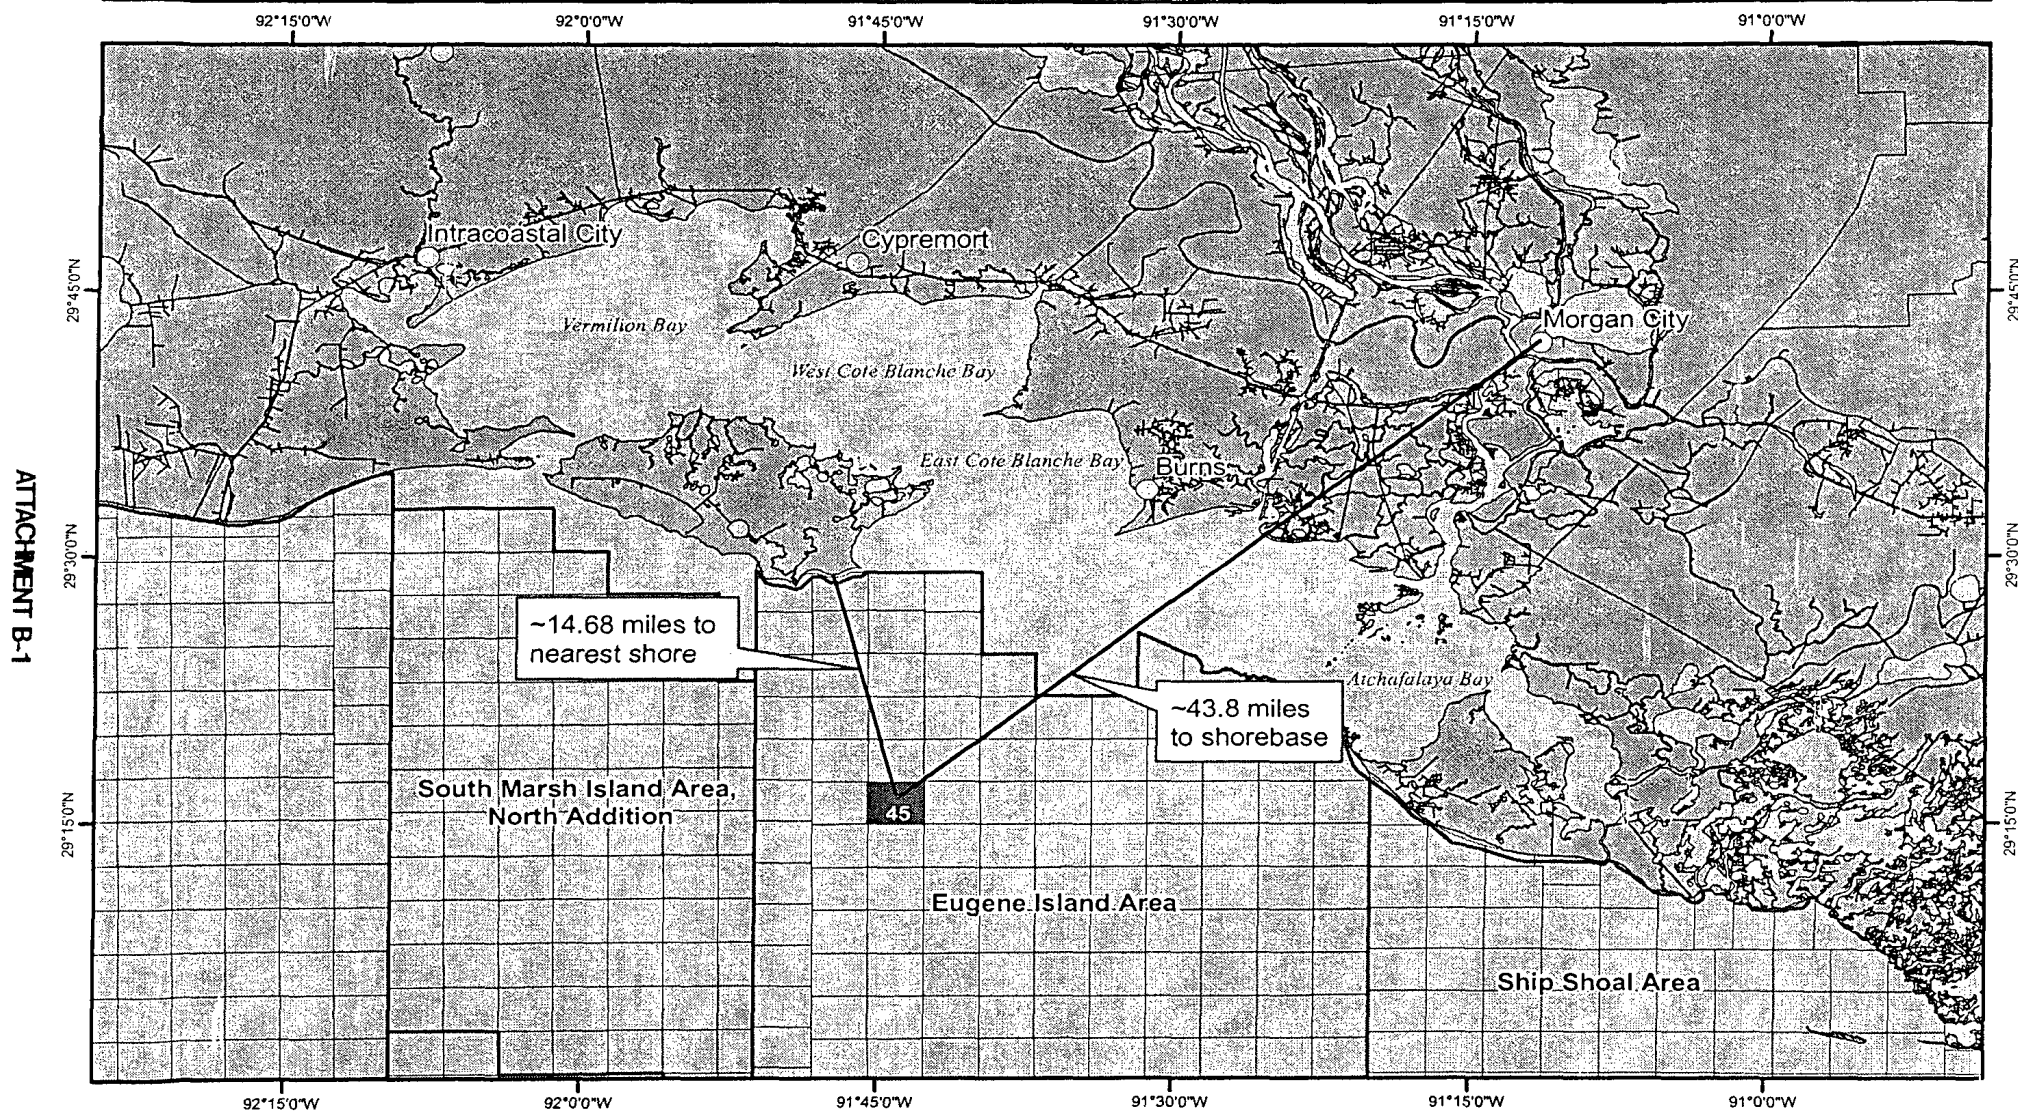 92°15'0"W
92°0'0"W
91°45'0"W
91°30'0"W
91°15'0"W
91°0'0"W
Intracoastal City
Cypremort
29°45'0"N
29°45'0"N
Vermilion Bay
Morgan City
West Cote Blanche Bay
East Cote Blanche Bay
Burns
ATTACHMENT B-1
29°30'0"N
29°30'0"N
~14.68 miles to
nearest shore
Atchafalaya Bay
~43.8 miles
to shorebase
South Marsh Island Area,
North Addition
45
29°15'0"N
29°15'0"N
Eugene Island Area
Ship Shoal Area
92°15'0"W
92°0'0"W
91°45'0"W
91°30'0"W
91°15'0"W
91°0'0"W